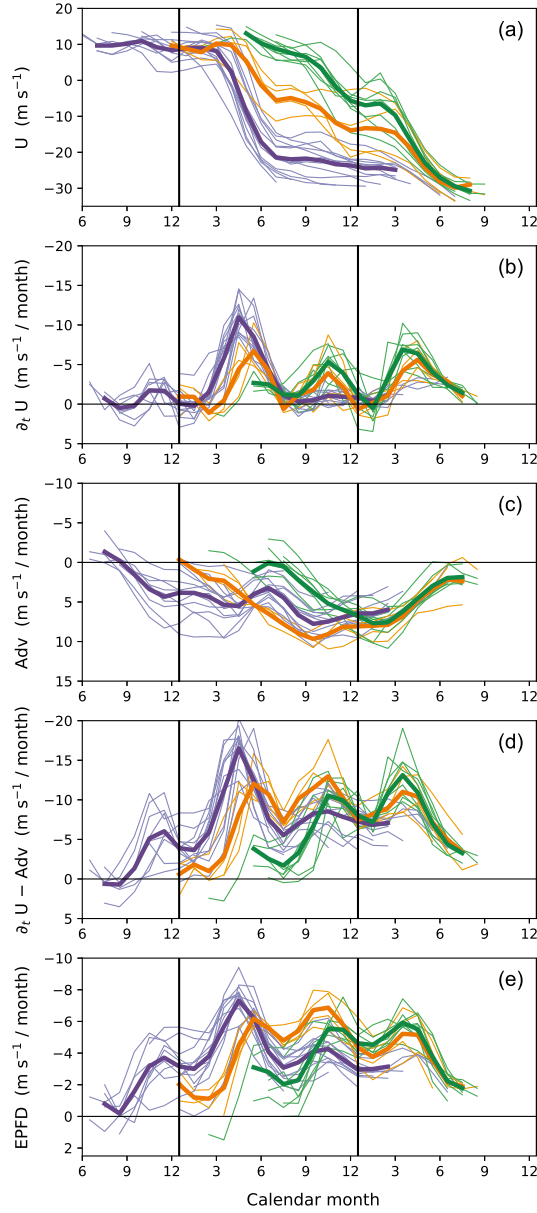 (a)
U (m s⁻¹)
20
10
0
−10
−20
−30
6 9 12 3 6 9 12 3 6 9 12
(b)
∂ₜ U (m s⁻¹ / month)
−20
−15
−10
−5
0
5
6 9 12 3 6 9 12 3 6 9 12
(c)
Adv (m s⁻¹ / month)
−10
−5
0
5
10
15
6 9 12 3 6 9 12 3 6 9 12
(d)
∂ₜ U − Adv (m s⁻¹ / month)
−20
−15
−10
−5
0
5
6 9 12 3 6 9 12 3 6 9 12
(e)
EPFD (m s⁻¹ / month)
−10
−8
−6
−4
−2
0
2
6 9 12 3 6 9 12 3 6 9 12
Calendar month